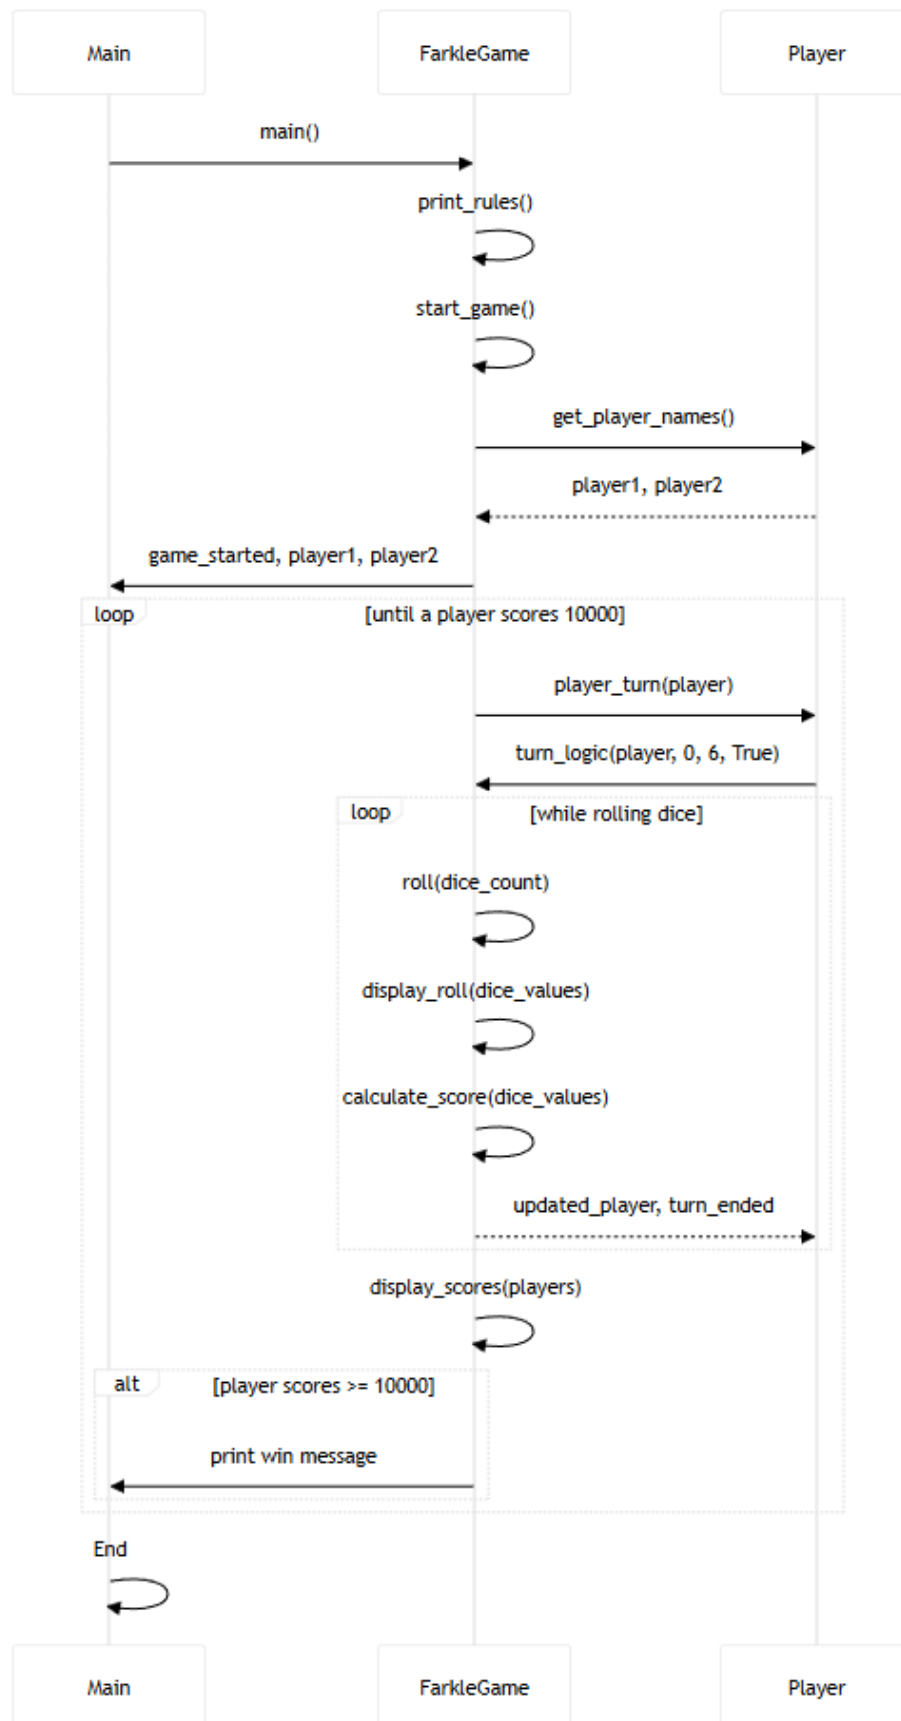 Main FarkleGame Player
main()
print_rules()
start_game()
get_player_names()
player1, player2
game_started, player1, player2
loop [until a player scores 10000]
player_turn(player)
turn_logic(player, 0, 6, True)
loop [while rolling dice]
roll(dice_count)
display_roll(dice_values)
calculate_score(dice_values)
updated_player, turn_ended
display_scores(players)
alt [player scores >= 10000]
print win message
End
Main FarkleGame Player